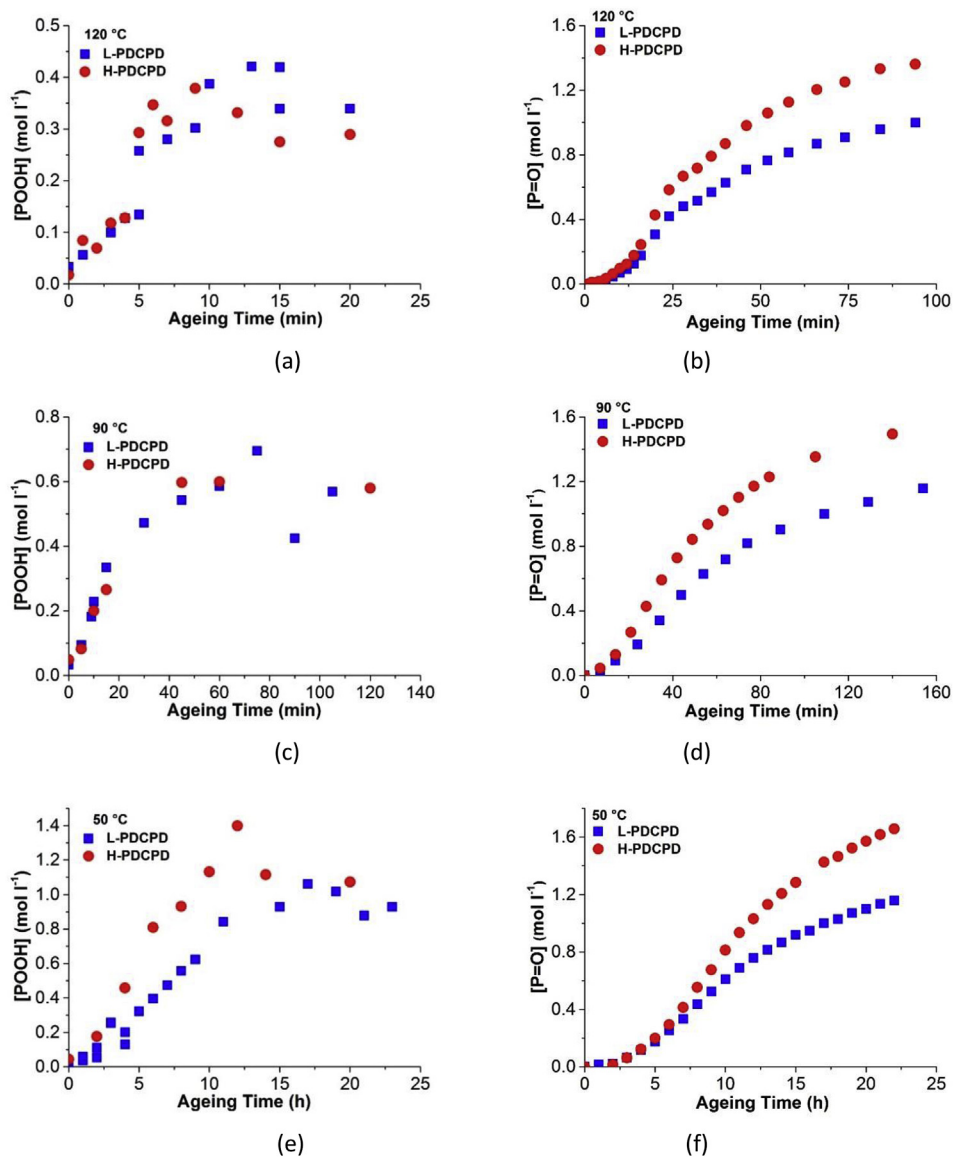 120 °C
L-PDCPD
H-PDCPD
[POOH] (mol l⁻¹)
0.5
0.4
0.3
0.2
0.1
0.0
0 5 10 15 20 25
Ageing Time (min)
(a)
120 °C
L-PDCPD
H-PDCPD
[P=O] (mol l⁻¹)
1.6
1.2
0.8
0.4
0.0
0 25 50 75 100
Ageing Time (min)
(b)
90 °C
L-PDCPD
H-PDCPD
[POOH] (mol l⁻¹)
0.8
0.6
0.4
0.2
0.0
0 20 40 60 80 100 120 140
Ageing Time (min)
(c)
90 °C
L-PDCPD
H-PDCPD
[P=O] (mol l⁻¹)
1.6
1.2
0.8
0.4
0.0
0 40 80 120 160
Ageing Time (min)
(d)
50 °C
L-PDCPD
H-PDCPD
[POOH] (mol l⁻¹)
1.4
1.2
1.0
0.8
0.6
0.4
0.2
0.0
0 5 10 15 20 25
Ageing Time (h)
(e)
50 °C
L-PDCPD
H-PDCPD
[P=O] (mol l⁻¹)
1.6
1.2
0.8
0.4
0.0
0 5 10 15 20 25
Ageing Time (h)
(f)